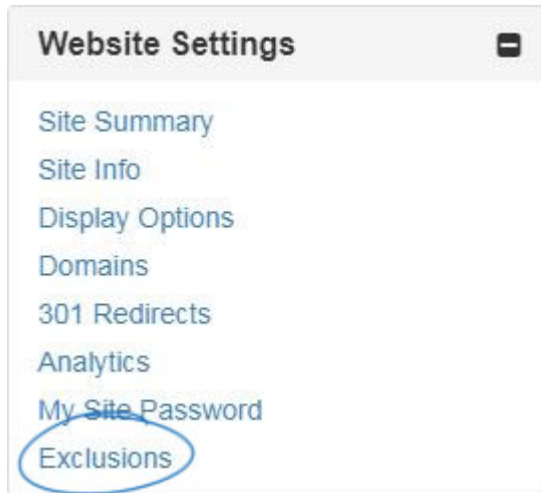 Website Settings
Site Summary
Site Info
Display Options
Domains
301 Redirects
Analytics
My Site Password
Exclusions